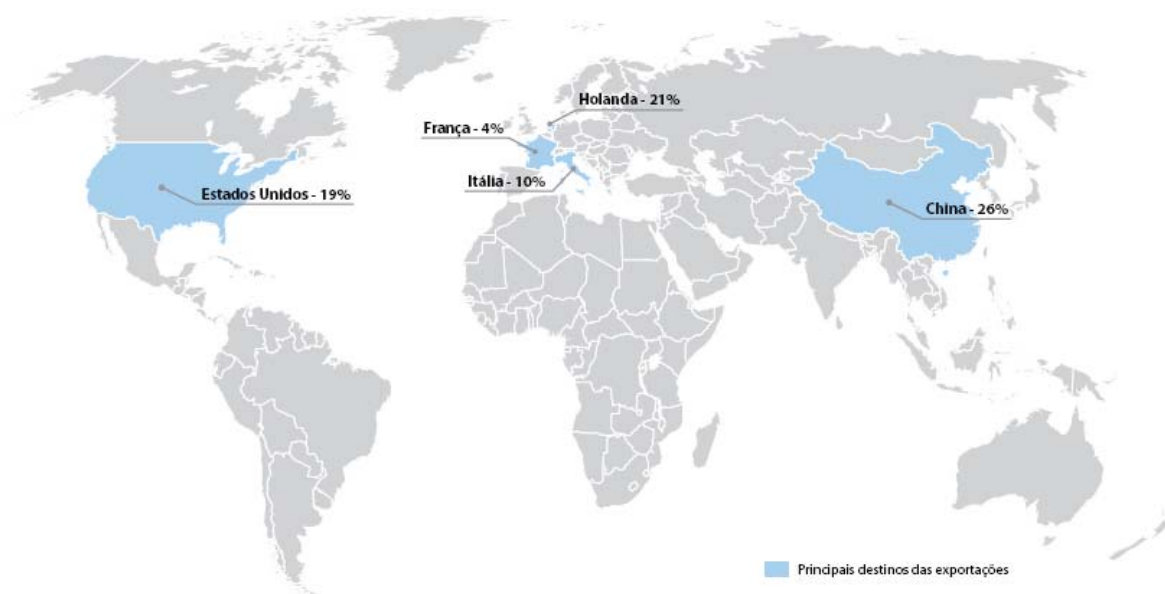 Holanda - 21%
França - 4%
Itália - 10%
Estados Unidos - 19%
China - 26%
Principais destinos das exportações